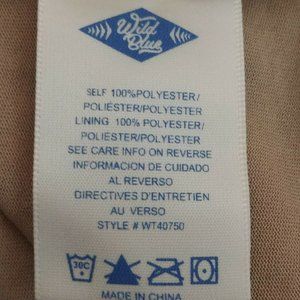 Wild
Blue
SELF 100%POLYESTER/
POLIÉSTER/POLYESTER
LINING 100% POLYESTER/
POLIÉSTER/POLYESTER
SEE CARE INFO ON REVERSE
INFORMACION DE CUIDADO
AL REVERSO
DIRECTIVES D'ENTRETIEN
AU VERSO
STYLE # WT40750
30C
MADE IN CHINA